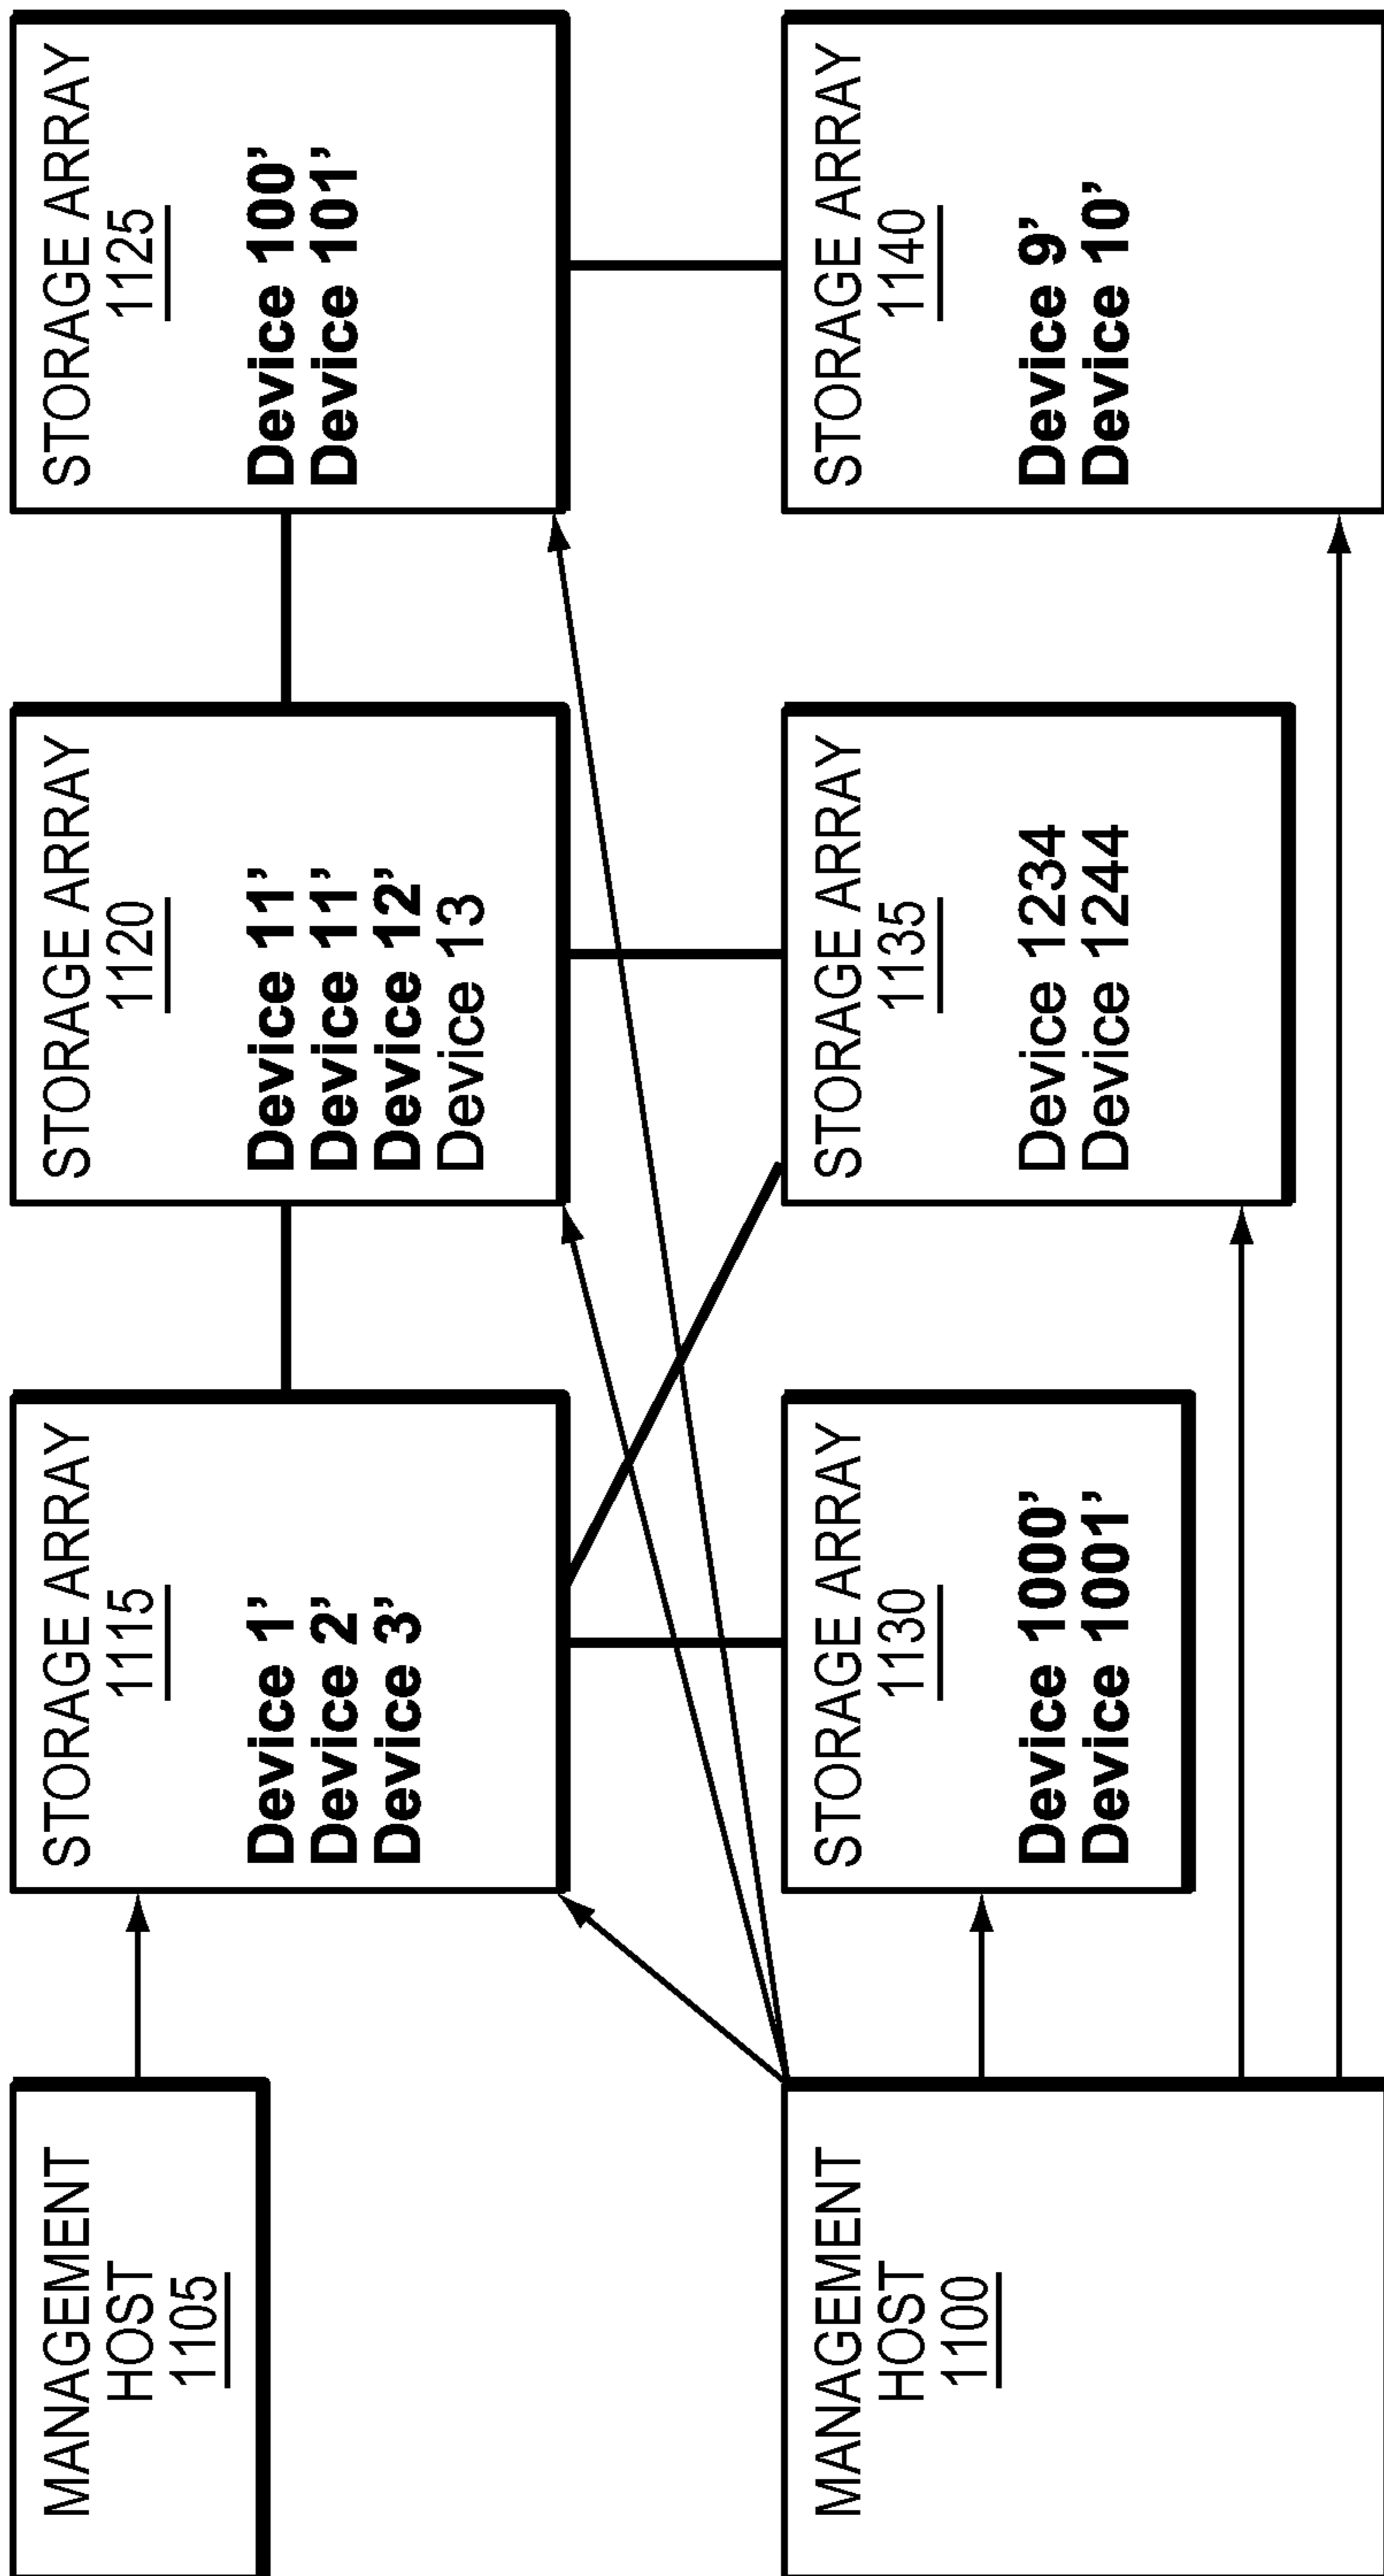 MANAGEMENT
HOST
1105
STORAGE ARRAY
1115
Device 1’
Device 2’
Device 3’
STORAGE ARRAY
1120
Device 11’
Device 11’
Device 12’
Device 13
STORAGE ARRAY
1125
Device 100’
Device 101’
MANAGEMENT
HOST
1100
STORAGE ARRAY
1130
Device 1000’
Device 1001’
STORAGE ARRAY
1135
Device 1234
Device 1244
STORAGE ARRAY
1140
Device 9’
Device 10’